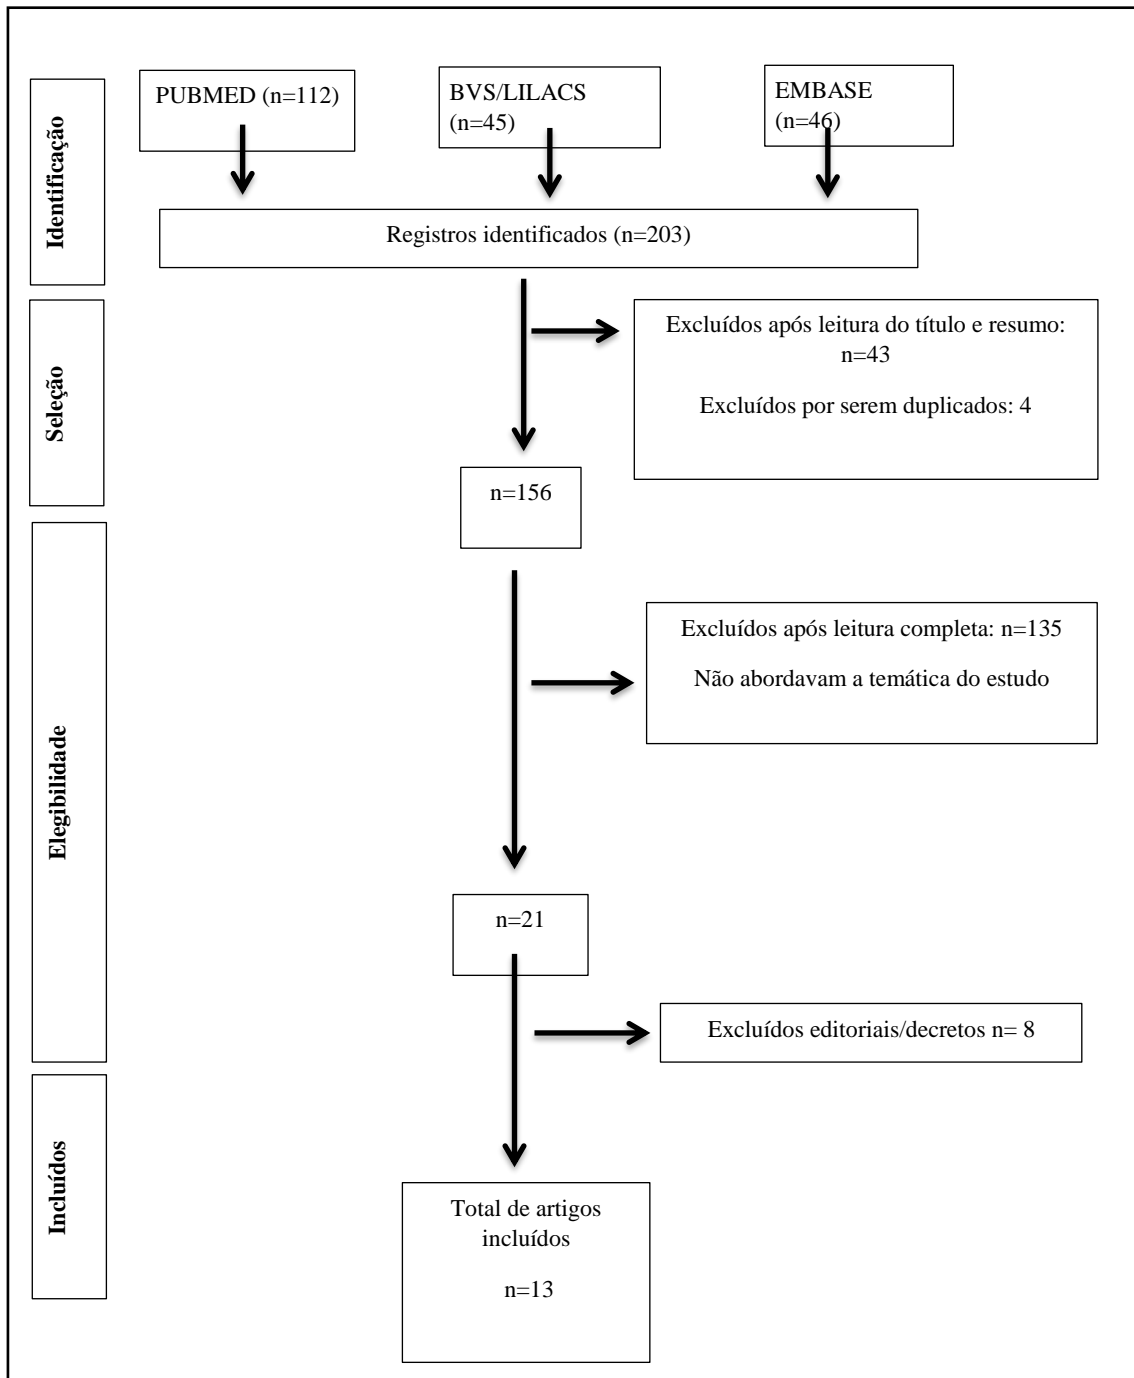 Identificação
PUBMED (n=112)
BVS/LILACS
(n=45)
EMBASE
(n=46)
Registros identificados (n=203)
Seleção
Excluídos após leitura do título e resumo:
n=43
Excluídos por serem duplicados: 4
n=156
Elegibilidade
Excluídos após leitura completa: n=135
Não abordavam a temática do estudo
n=21
Excluídos editoriais/decretos n= 8
Incluídos
Total de artigos
incluídos
n=13